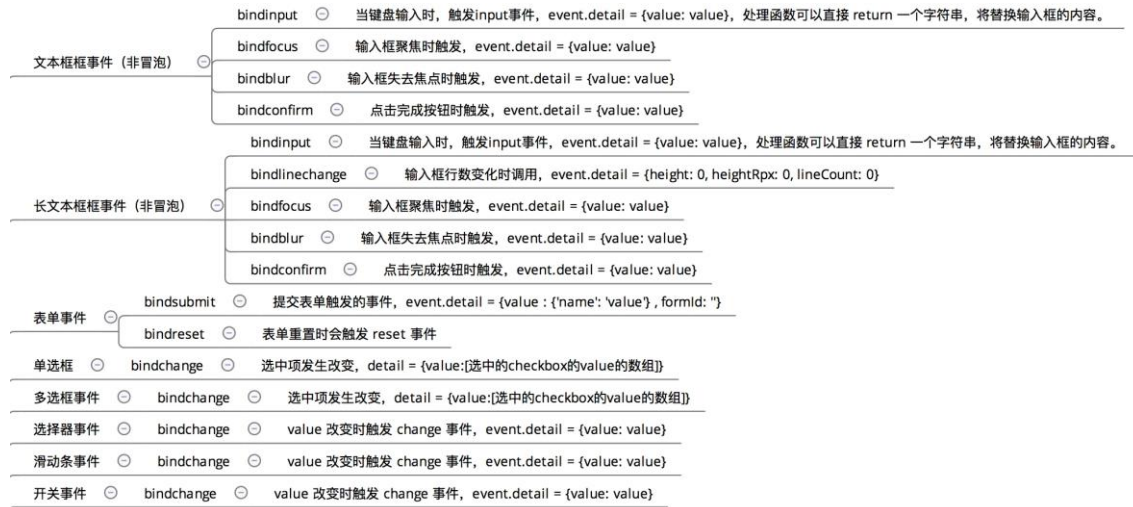 bindinput 当键盘输入时，触发input事件，event.detail = {value: value}，处理函数可以直接 return 一个字符串，将替换输入框的内容。
bindfocus 输入框聚焦时触发，event.detail = {value: value}
文本框框事件（非冒泡）
bindblur 输入框失去焦点时触发，event.detail = {value: value}
bindconfirm 点击完成按钮时触发，event.detail = {value: value}
bindinput 当键盘输入时，触发input事件，event.detail = {value: value}，处理函数可以直接 return 一个字符串，将替换输入框的内容。
bindlinechange 输入框行数变化时调用，event.detail = {height: 0, heightRpx: 0, lineCount: 0}
长文本框框事件（非冒泡） bindfocus 输入框聚焦时触发，event.detail = {value: value}
bindblur 输入框失去焦点时触发，event.detail = {value: value}
bindconfirm 点击完成按钮时触发，event.detail = {value: value}
bindsubmit 提交表单触发的事件，event.detail = {value : {'name': 'value'} , formId: ''}
表单事件
bindreset 表单重置时会触发 reset 事件
单选框 bindchange 选中项发生改变，detail = {value:[选中的checkbox的value的数组]}
多选框事件 bindchange 选中项发生改变，detail = {value:[选中的checkbox的value的数组]}
选择器事件 bindchange value 改变时触发 change 事件，event.detail = {value: value}
滑动条事件 bindchange value 改变时触发 change 事件，event.detail = {value: value}
开关事件 bindchange value 改变时触发 change 事件，event.detail = {value: value}